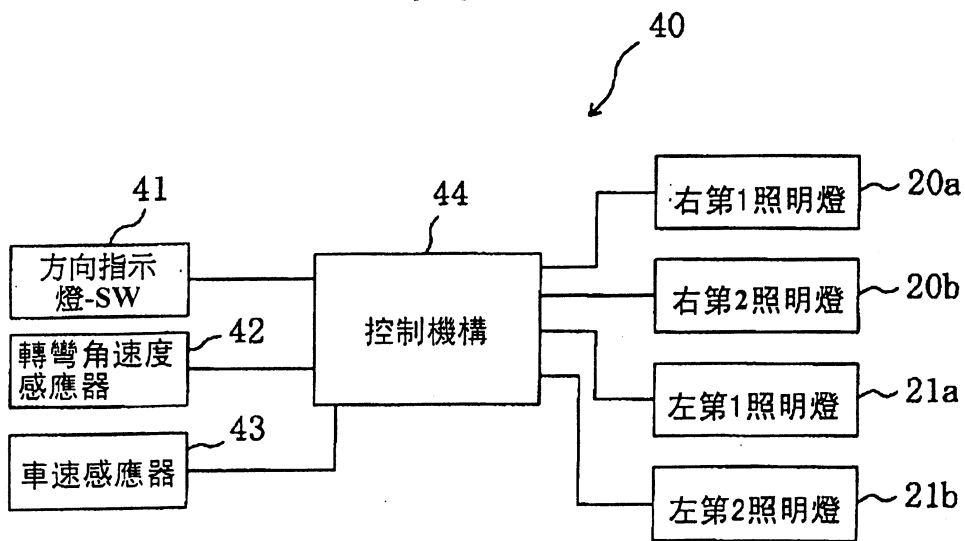 40
41
方向指示
燈-SW
42
轉彎角速度
感應器
43
車速感應器
44
控制機構
右第1照明燈
20a
右第2照明燈
20b
左第1照明燈
21a
左第2照明燈
21b